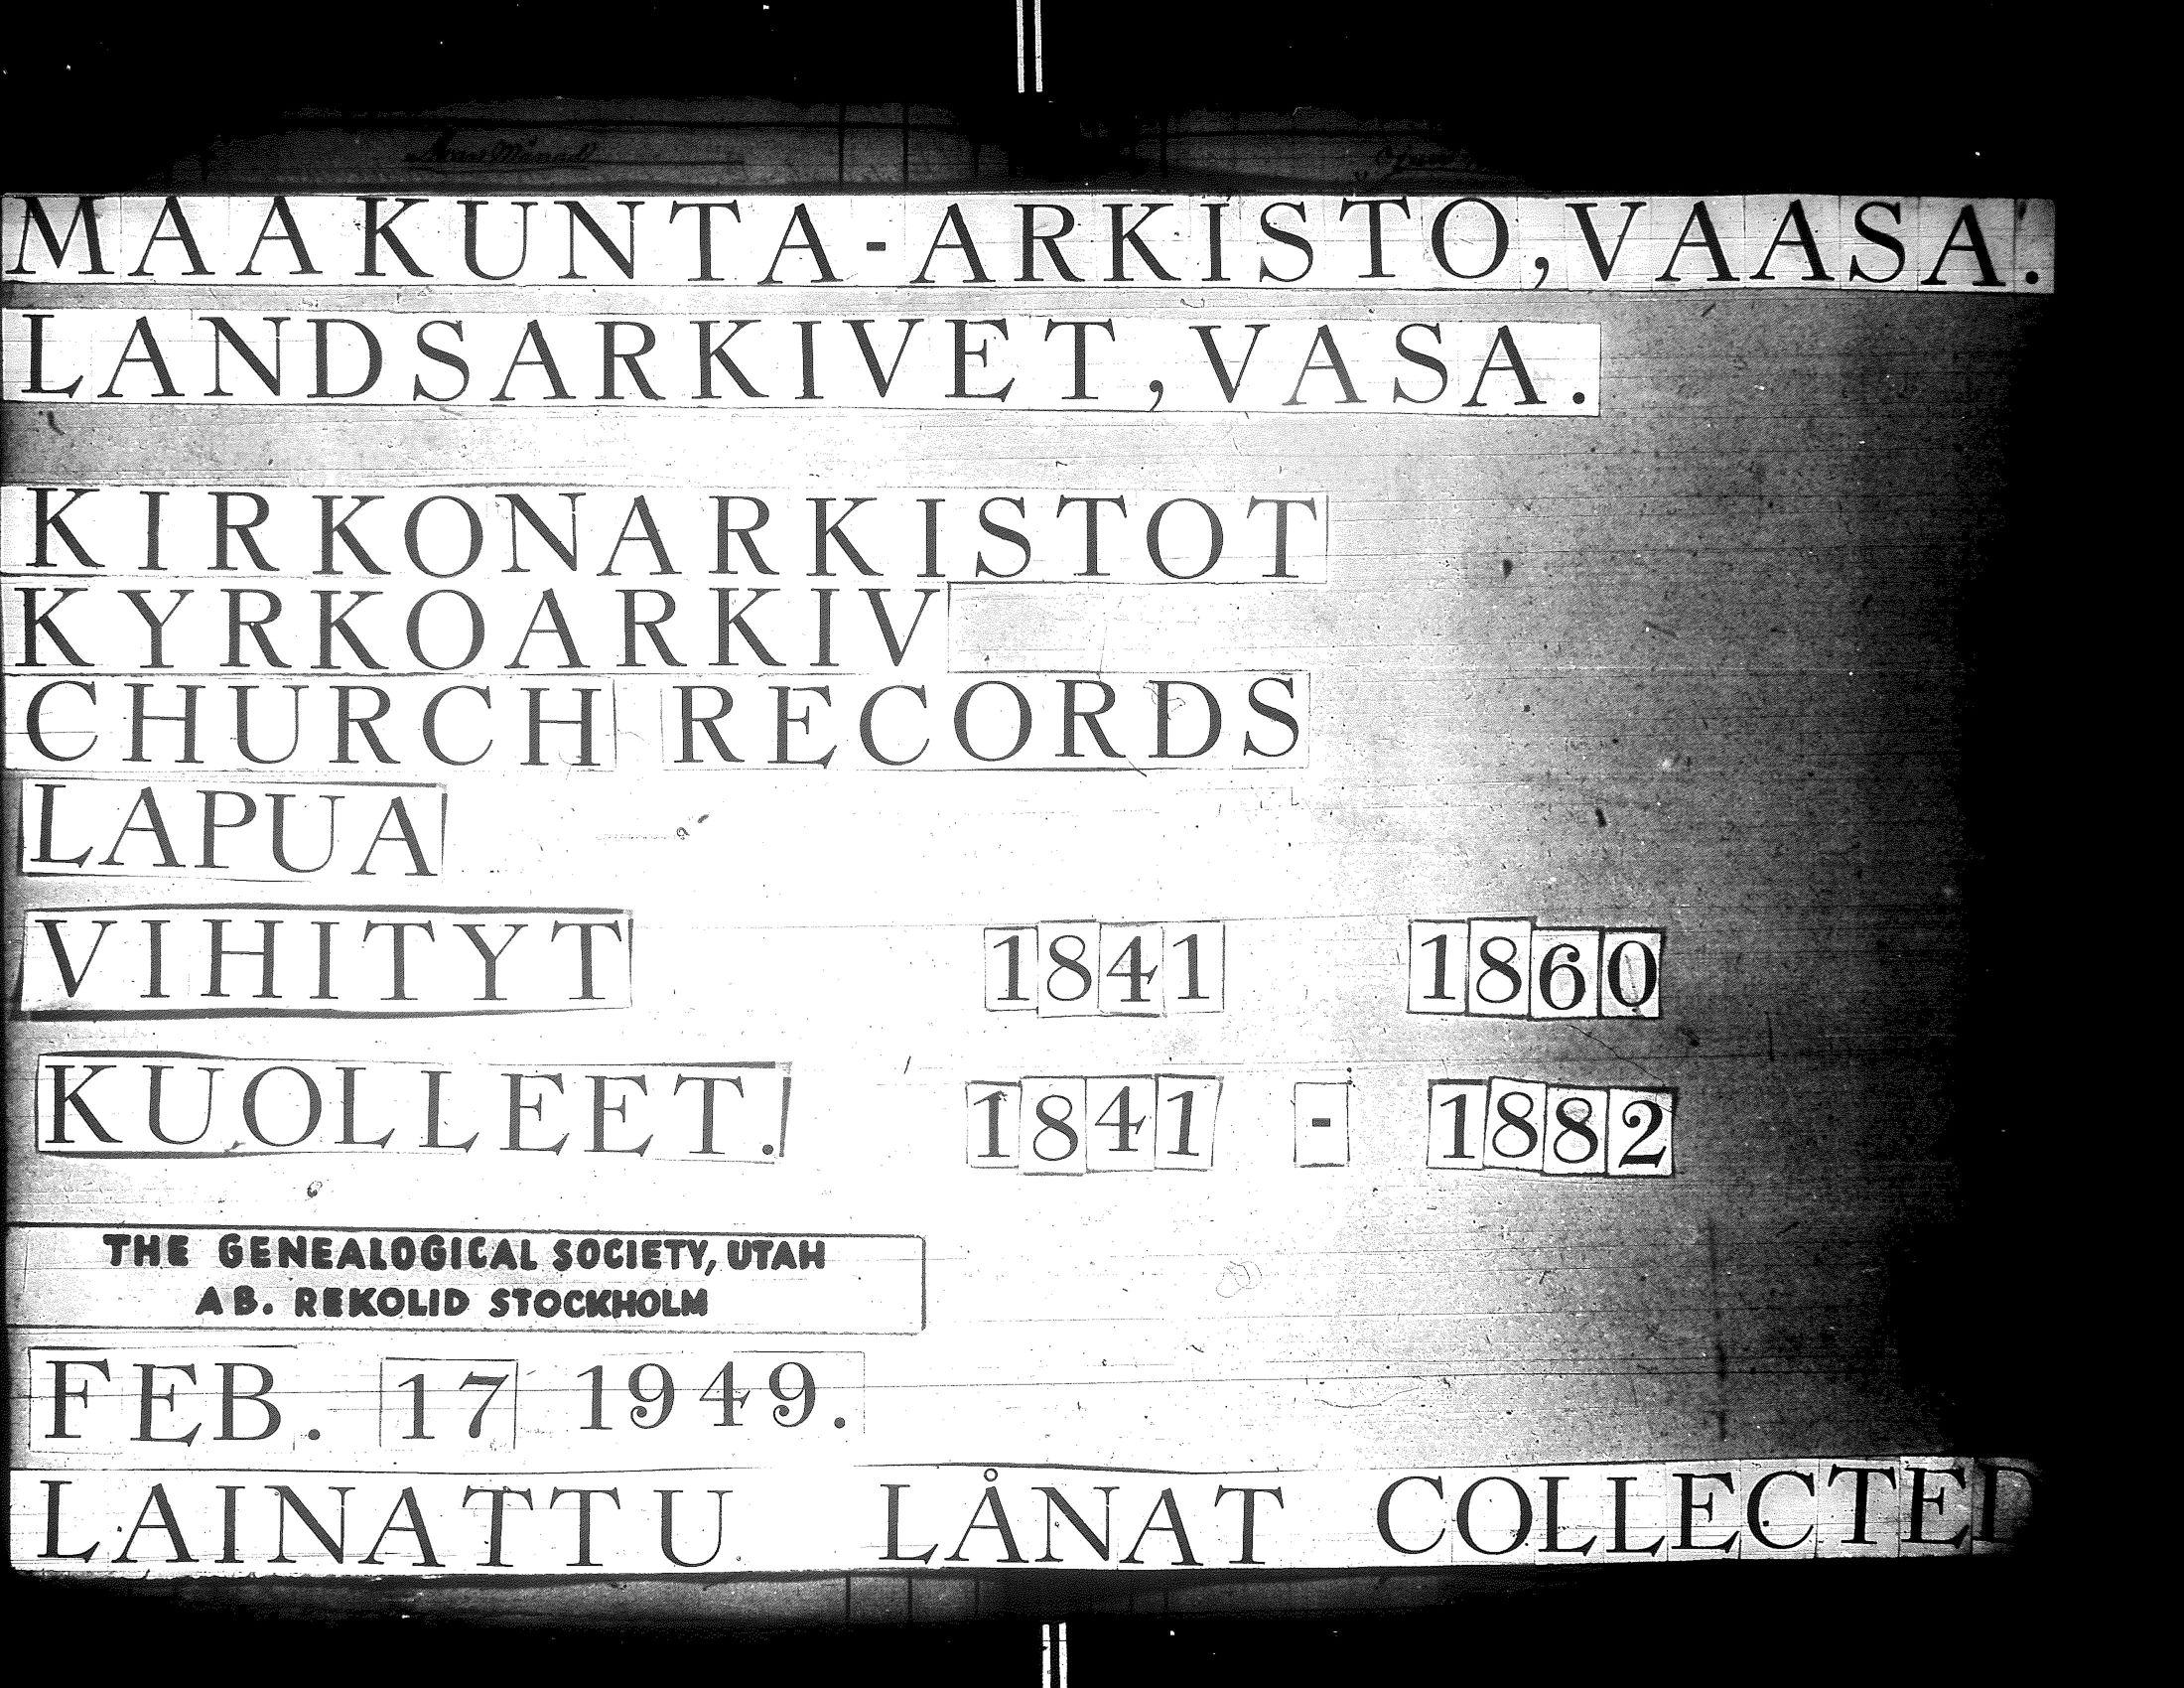 MAAKUNTA-ARKISTO, VAASA.
LANDSARKIVET, VASA.
KIRKONARKISTOT
KYRKOARKIV
CHURCH RECORDS
LAPUA
VIHITYT 1841 1860
KUOLLEET. 1841 - 1882
THE GENEALOGICAL SOCIETY, UTAH
AB. REKOLID STOCKHOLM
FEB. 17 1949.
LAINATTU LÅNAT COLLECTED